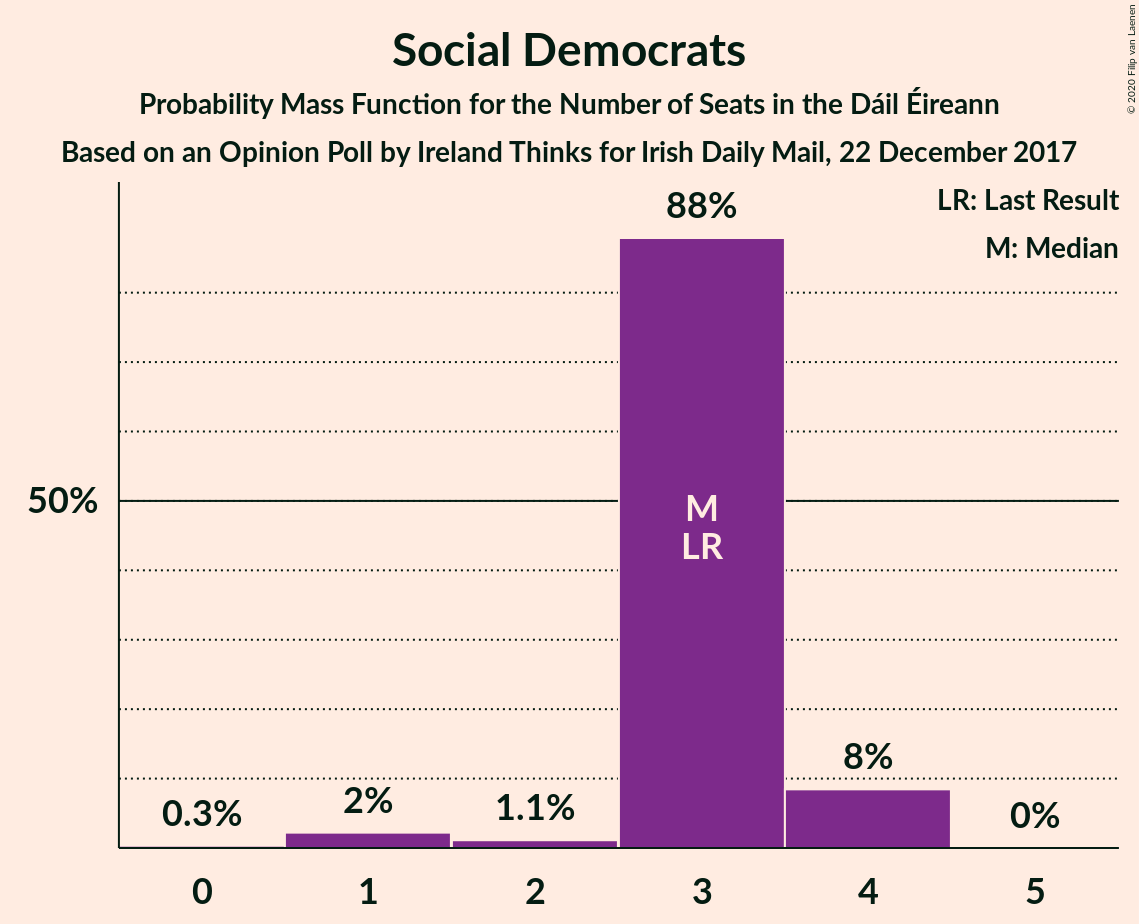 Social Democrats
Probability Mass Function for the Number of Seats in the Dáil Éireann
Based on an Opinion Poll by Ireland Thinks for Irish Daily Mail, 22 December 2017
© 2020 Filip van Laenen
LR: Last Result
M: Median
88%
50%
M
LR
0.3%
2%
1.1%
8%
0%
0 1 2 3 4 5